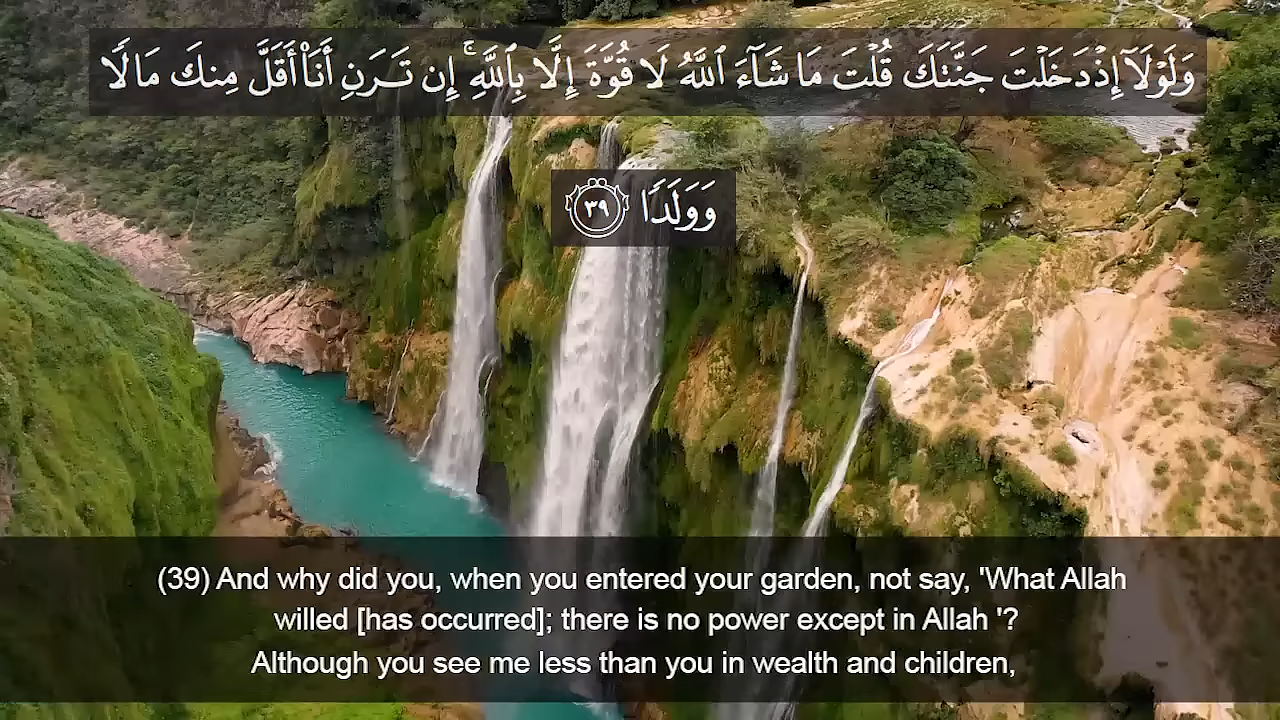 وَلَوْلَآ إِذْ دَخَلْتَ جَنَّتَكَ قُلْتَ مَا شَآءَ ٱللَّهُ لَا قُوَّةَ إِلَّا بِٱللَّهِ ۚ إِن تَرَنِ أَنَا۠ أَقَلَّ مِنكَ مَالًا
وَوَلَدًا ٣٩
(39) And why did you, when you entered your garden, not say, 'What Allah
willed [has occurred]; there is no power except in Allah '?
Although you see me less than you in wealth and children,